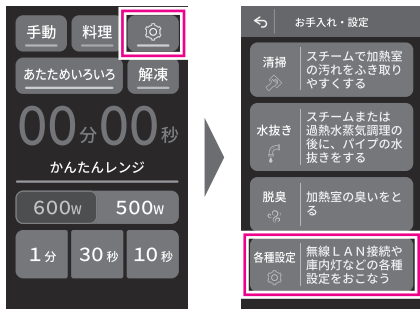 手動 料理
あたためいろいろ 解凍
00分00秒
かんたんレンジ
600W 500W
1分 30秒 10秒
お手入れ・設定
清掃
スチームで加熱室
の汚れをふき取り
やすくする
水抜き
スチームまたは
過熱水蒸気調理の
後に、パイプの水
抜きをする
脱臭
加熱室の臭いをと
る
各種設定
無線LAN接続や
庫内灯などの各種
設定をおこなう